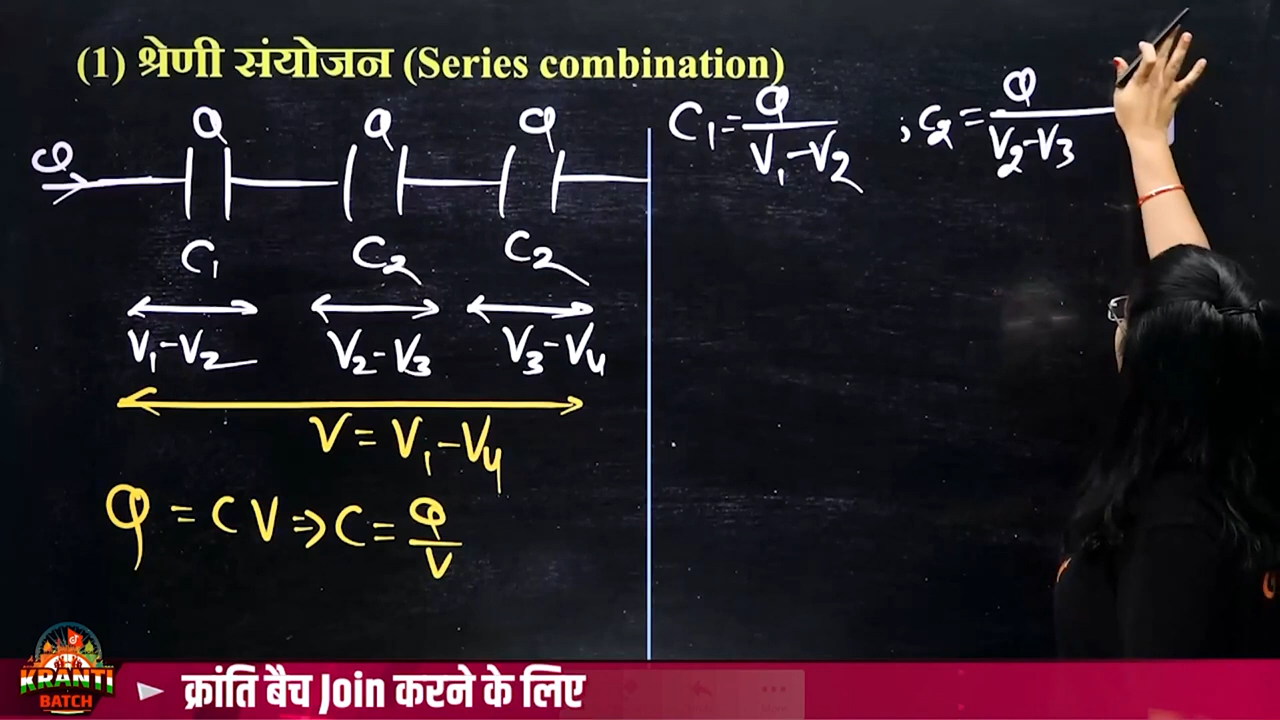 (1) श्रेणी संयोजन (Series combination)
Q Q Q Q
C₁ C₂ C₂
V₁-V₂ V₂-V₃ V₃-V₄
V = V₁-V₄
Q = CV ⇒ C = Q/V
C₁ = Q/(V₁-V₂) ; C₂ = Q/(V₂-V₃)
KRANTI
BATCH
क्रांति बैच Join करने के लिए